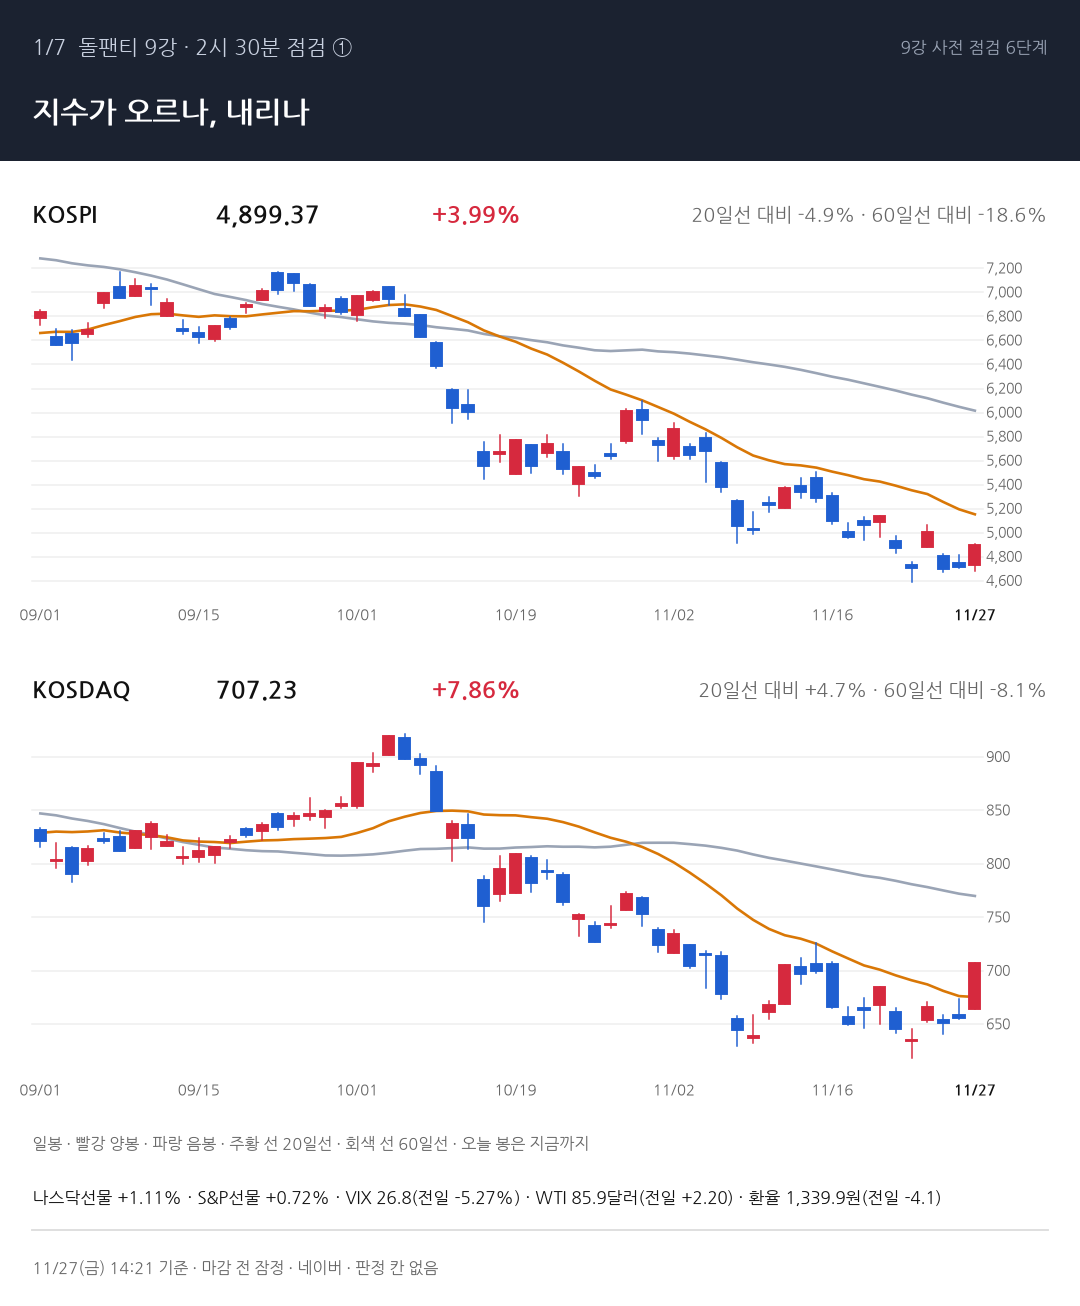 1/7 돌팬티 9강 · 2시 30분 점검 ①
9강 사전 점검 6단계
지수가 오르나, 내리나
KOSPI 4,899.37 +3.99% 20일선 대비 -4.9% · 60일선 대비 -18.6%
7,200
7,000
6,800
6,600
6,400
6,200
6,000
5,800
5,600
5,400
5,200
5,000
4,800
4,600
09/01 09/15 10/01 10/19 11/02 11/16 11/27
KOSDAQ 707.23 +7.86% 20일선 대비 +4.7% · 60일선 대비 -8.1%
900
850
800
750
700
650
09/01 09/15 10/01 10/19 11/02 11/16 11/27
일봉 · 빨강 양봉 · 파랑 음봉 · 주황 선 20일선 · 회색 선 60일선 · 오늘 봉은 지금까지
나스닥선물 +1.11% · S&P선물 +0.72% · VIX 26.8(전일 -5.27%) · WTI 85.9달러(전일 +2.20) · 환율 1,339.9원(전일 -4.1)
11/27(금) 14:21 기준 · 마감 전 잠정 · 네이버 · 판정 칸 없음